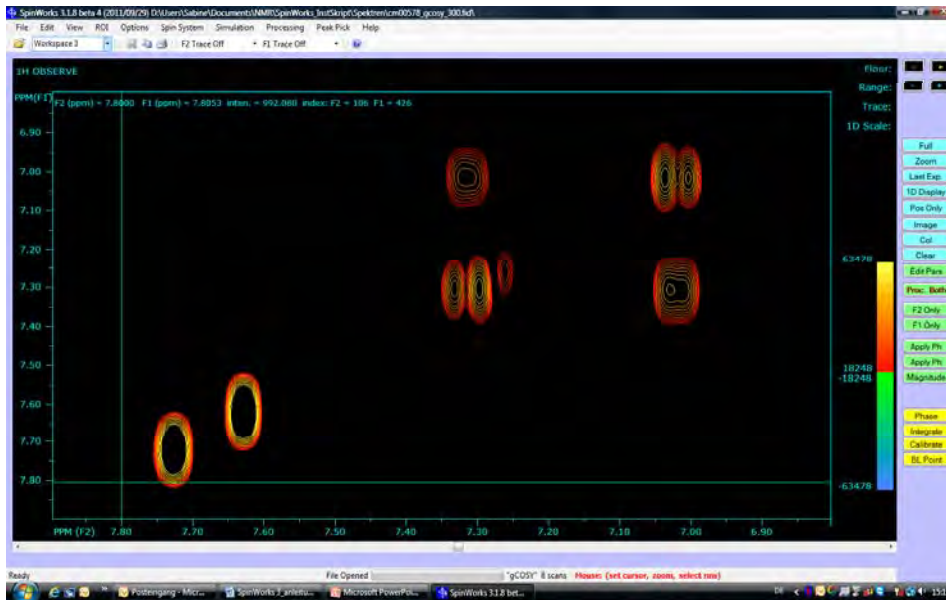 SpinWorks 3.1.8 beta 4 (2011/09/29) D:\Users\Sabine\Documents\NMR\SpinWorks_InstSkript\Spektren\cm00578_gcosy_300.fid\
File Edit View ROI Options Spin System Simulation Processing Peak Pick Help
Workspace 3 F2 Trace Off F1 Trace Off
1H OBSERVE
PPM(F1)
F2 (ppm) = 7.8000 F1 (ppm) = 7.8053 inten. = 992.080 index: F2 = 106 F1 = 426
Floor:
Range:
Trace:
1D Scale:
6.90
7.00
7.10
7.20
7.30
7.40
7.50
7.60
7.70
7.80
PPM (F2) 7.80 7.70 7.60 7.50 7.40 7.30 7.20 7.10 7.00 6.90
63478
18248
-18248
-63478
Full
Zoom
Last Exp
1D Display
Pos Only
Image
Col
Clear
Edit Pars
Proc. Both
F2 Only
F1 Only
Apply Ph
Apply Ph
Magnitude
Phase
Integrate
Calibrate
BL Point
Ready File Opened "gCOSY" 8 scans Mouse: (set cursor, zoom, select rows)
Posteingang - Micr... SpinWorks 3_anleitu... Microsoft PowerPoi... SpinWorks 3.1.8 bet... DE